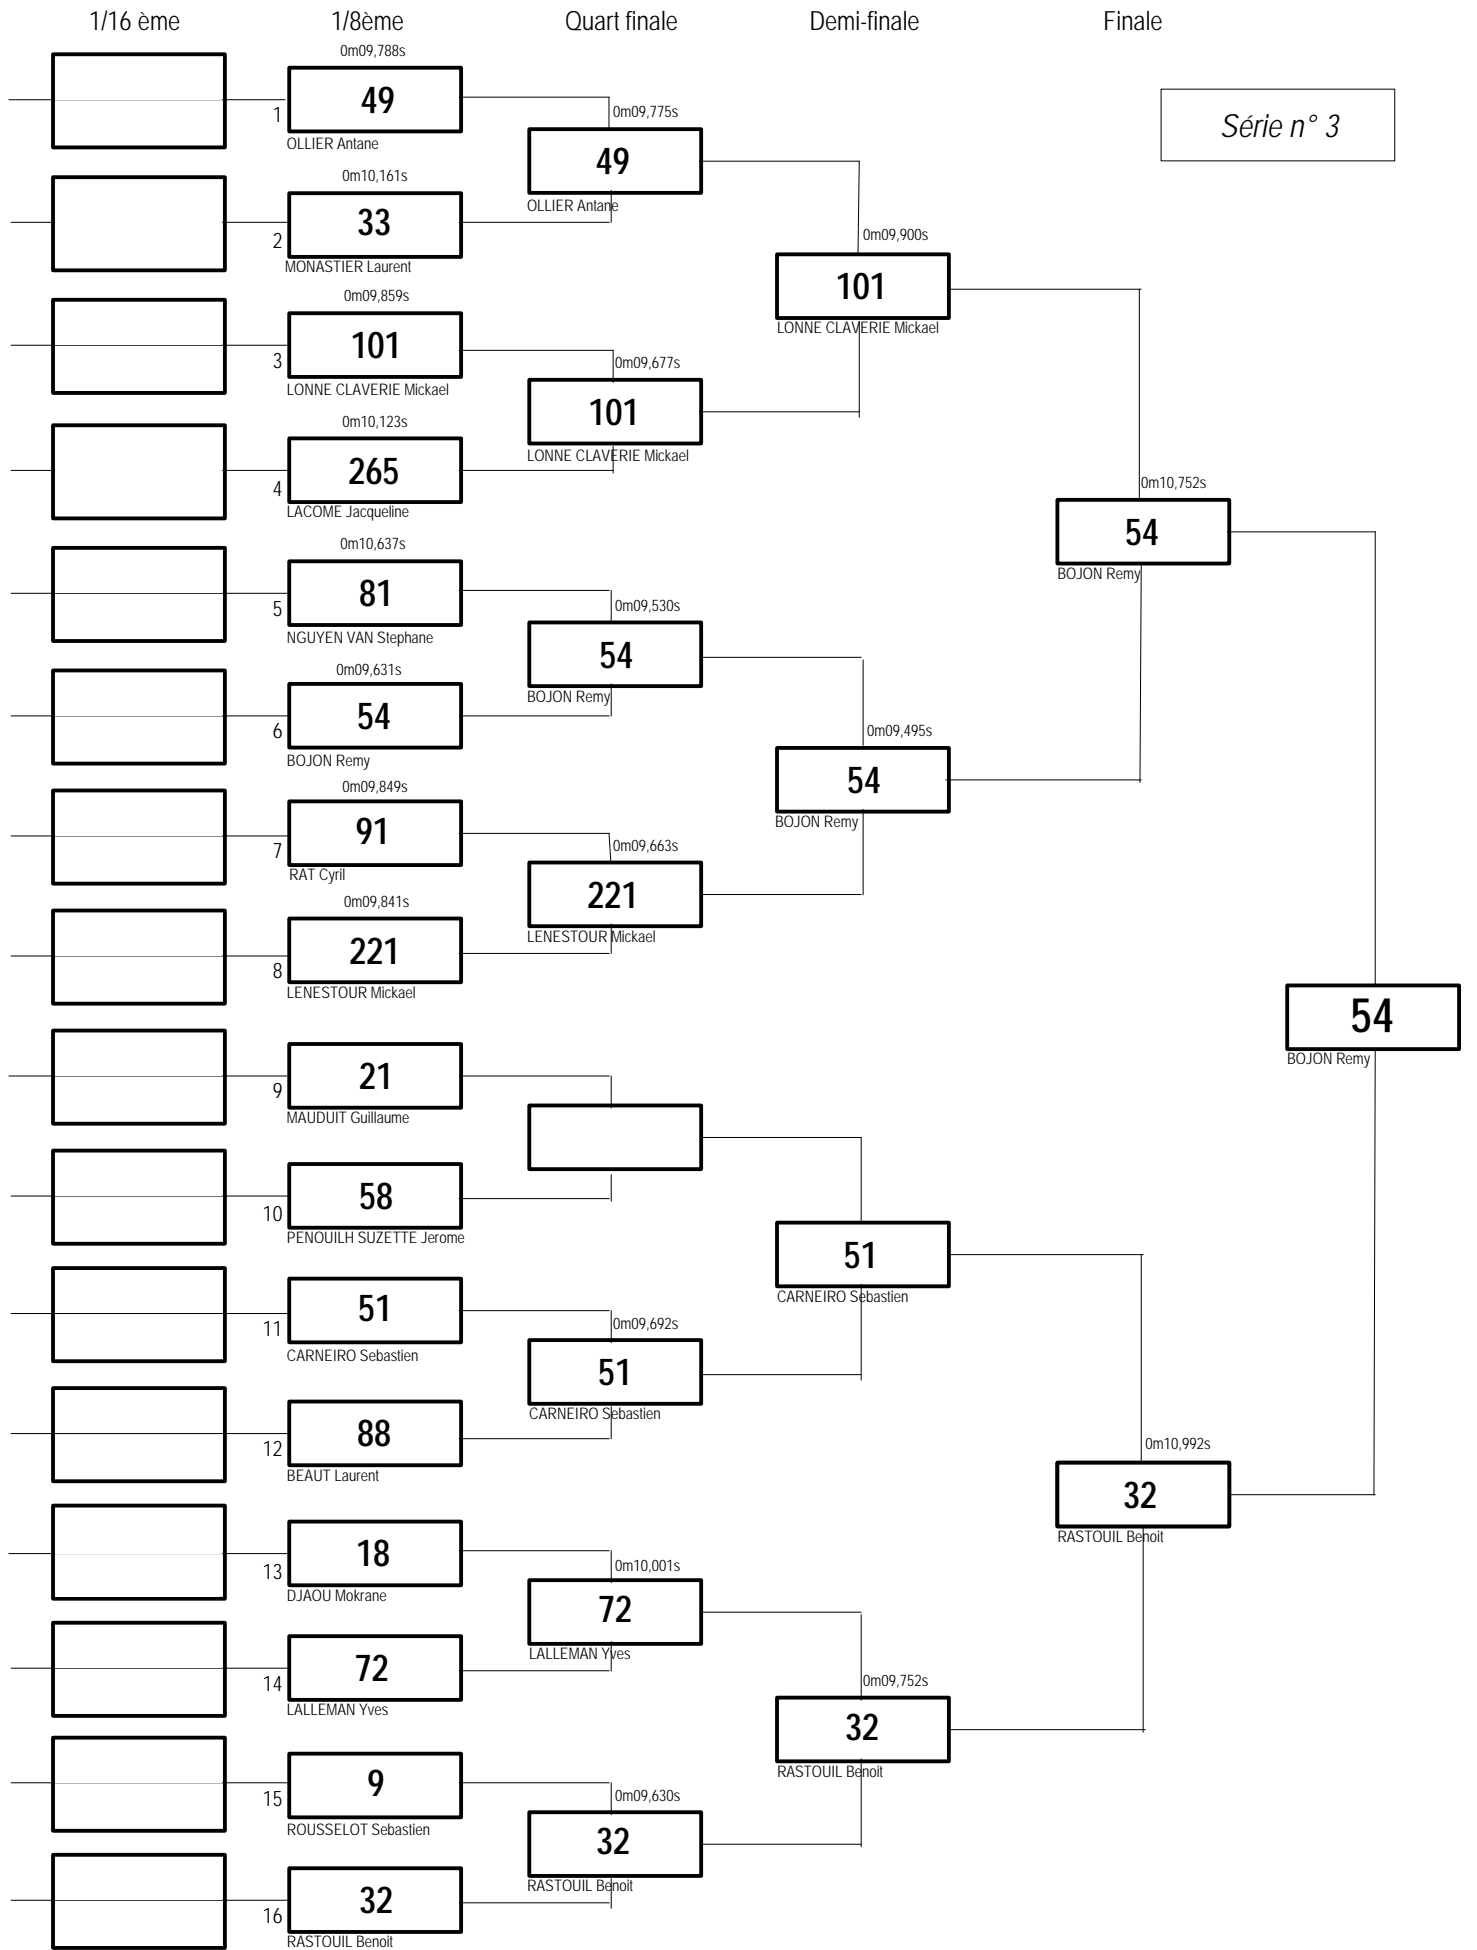 1/16 ème
1/8ème
Quart finale
Demi-finale
Finale
Série n° 3
0m09,788s
1
49
OLLIER Antane
0m10,161s
2
33
MONASTIER Laurent
0m09,859s
3
101
LONNE CLAVERIE Mickael
0m10,123s
4
265
LACOME Jacqueline
0m10,637s
5
81
NGUYEN VAN Stephane
0m09,631s
6
54
BOJON Remy
0m09,849s
7
91
RAT Cyril
0m09,841s
8
221
LENESTOUR Mickael
9
21
MAUDUIT Guillaume
10
58
PENOUILH SUZETTE Jerome
11
51
CARNEIRO Sebastien
12
88
BEAUT Laurent
13
18
DJAOU Mokrane
14
72
LALLEMAN Yves
15
9
ROUSSELOT Sebastien
16
32
RASTOUIL Benoit
0m09,775s
49
OLLIER Antane
0m09,677s
101
LONNE CLAVERIE Mickael
0m09,530s
54
BOJON Remy
0m09,663s
221
LENESTOUR Mickael
0m09,692s
51
CARNEIRO Sebastien
0m10,001s
72
LALLEMAN Yves
0m09,630s
32
RASTOUIL Benoit
0m09,900s
101
LONNE CLAVERIE Mickael
0m09,495s
54
BOJON Remy
51
CARNEIRO Sebastien
0m09,752s
32
RASTOUIL Benoit
0m10,752s
54
BOJON Remy
0m10,992s
32
RASTOUIL Benoit
54
BOJON Remy